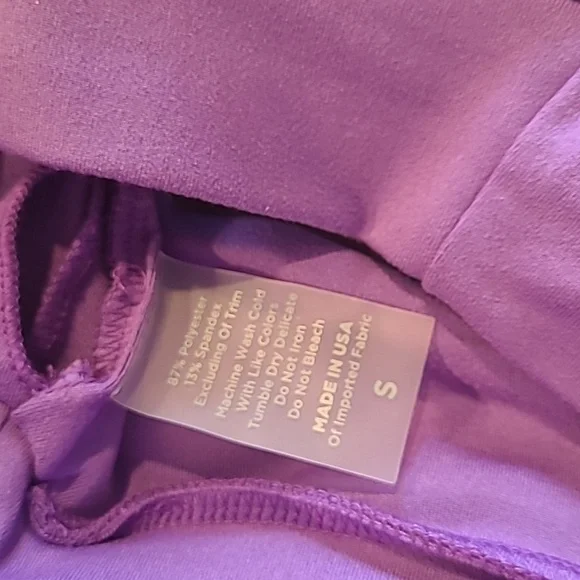 87% Polyester
13% Spandex
Excluding Of Trim
Machine Wash Cold
With Like Colors
Tumble Dry Delicate
Do Not Iron
Do Not Bleach
MADE IN USA
Of Imported Fabric
S